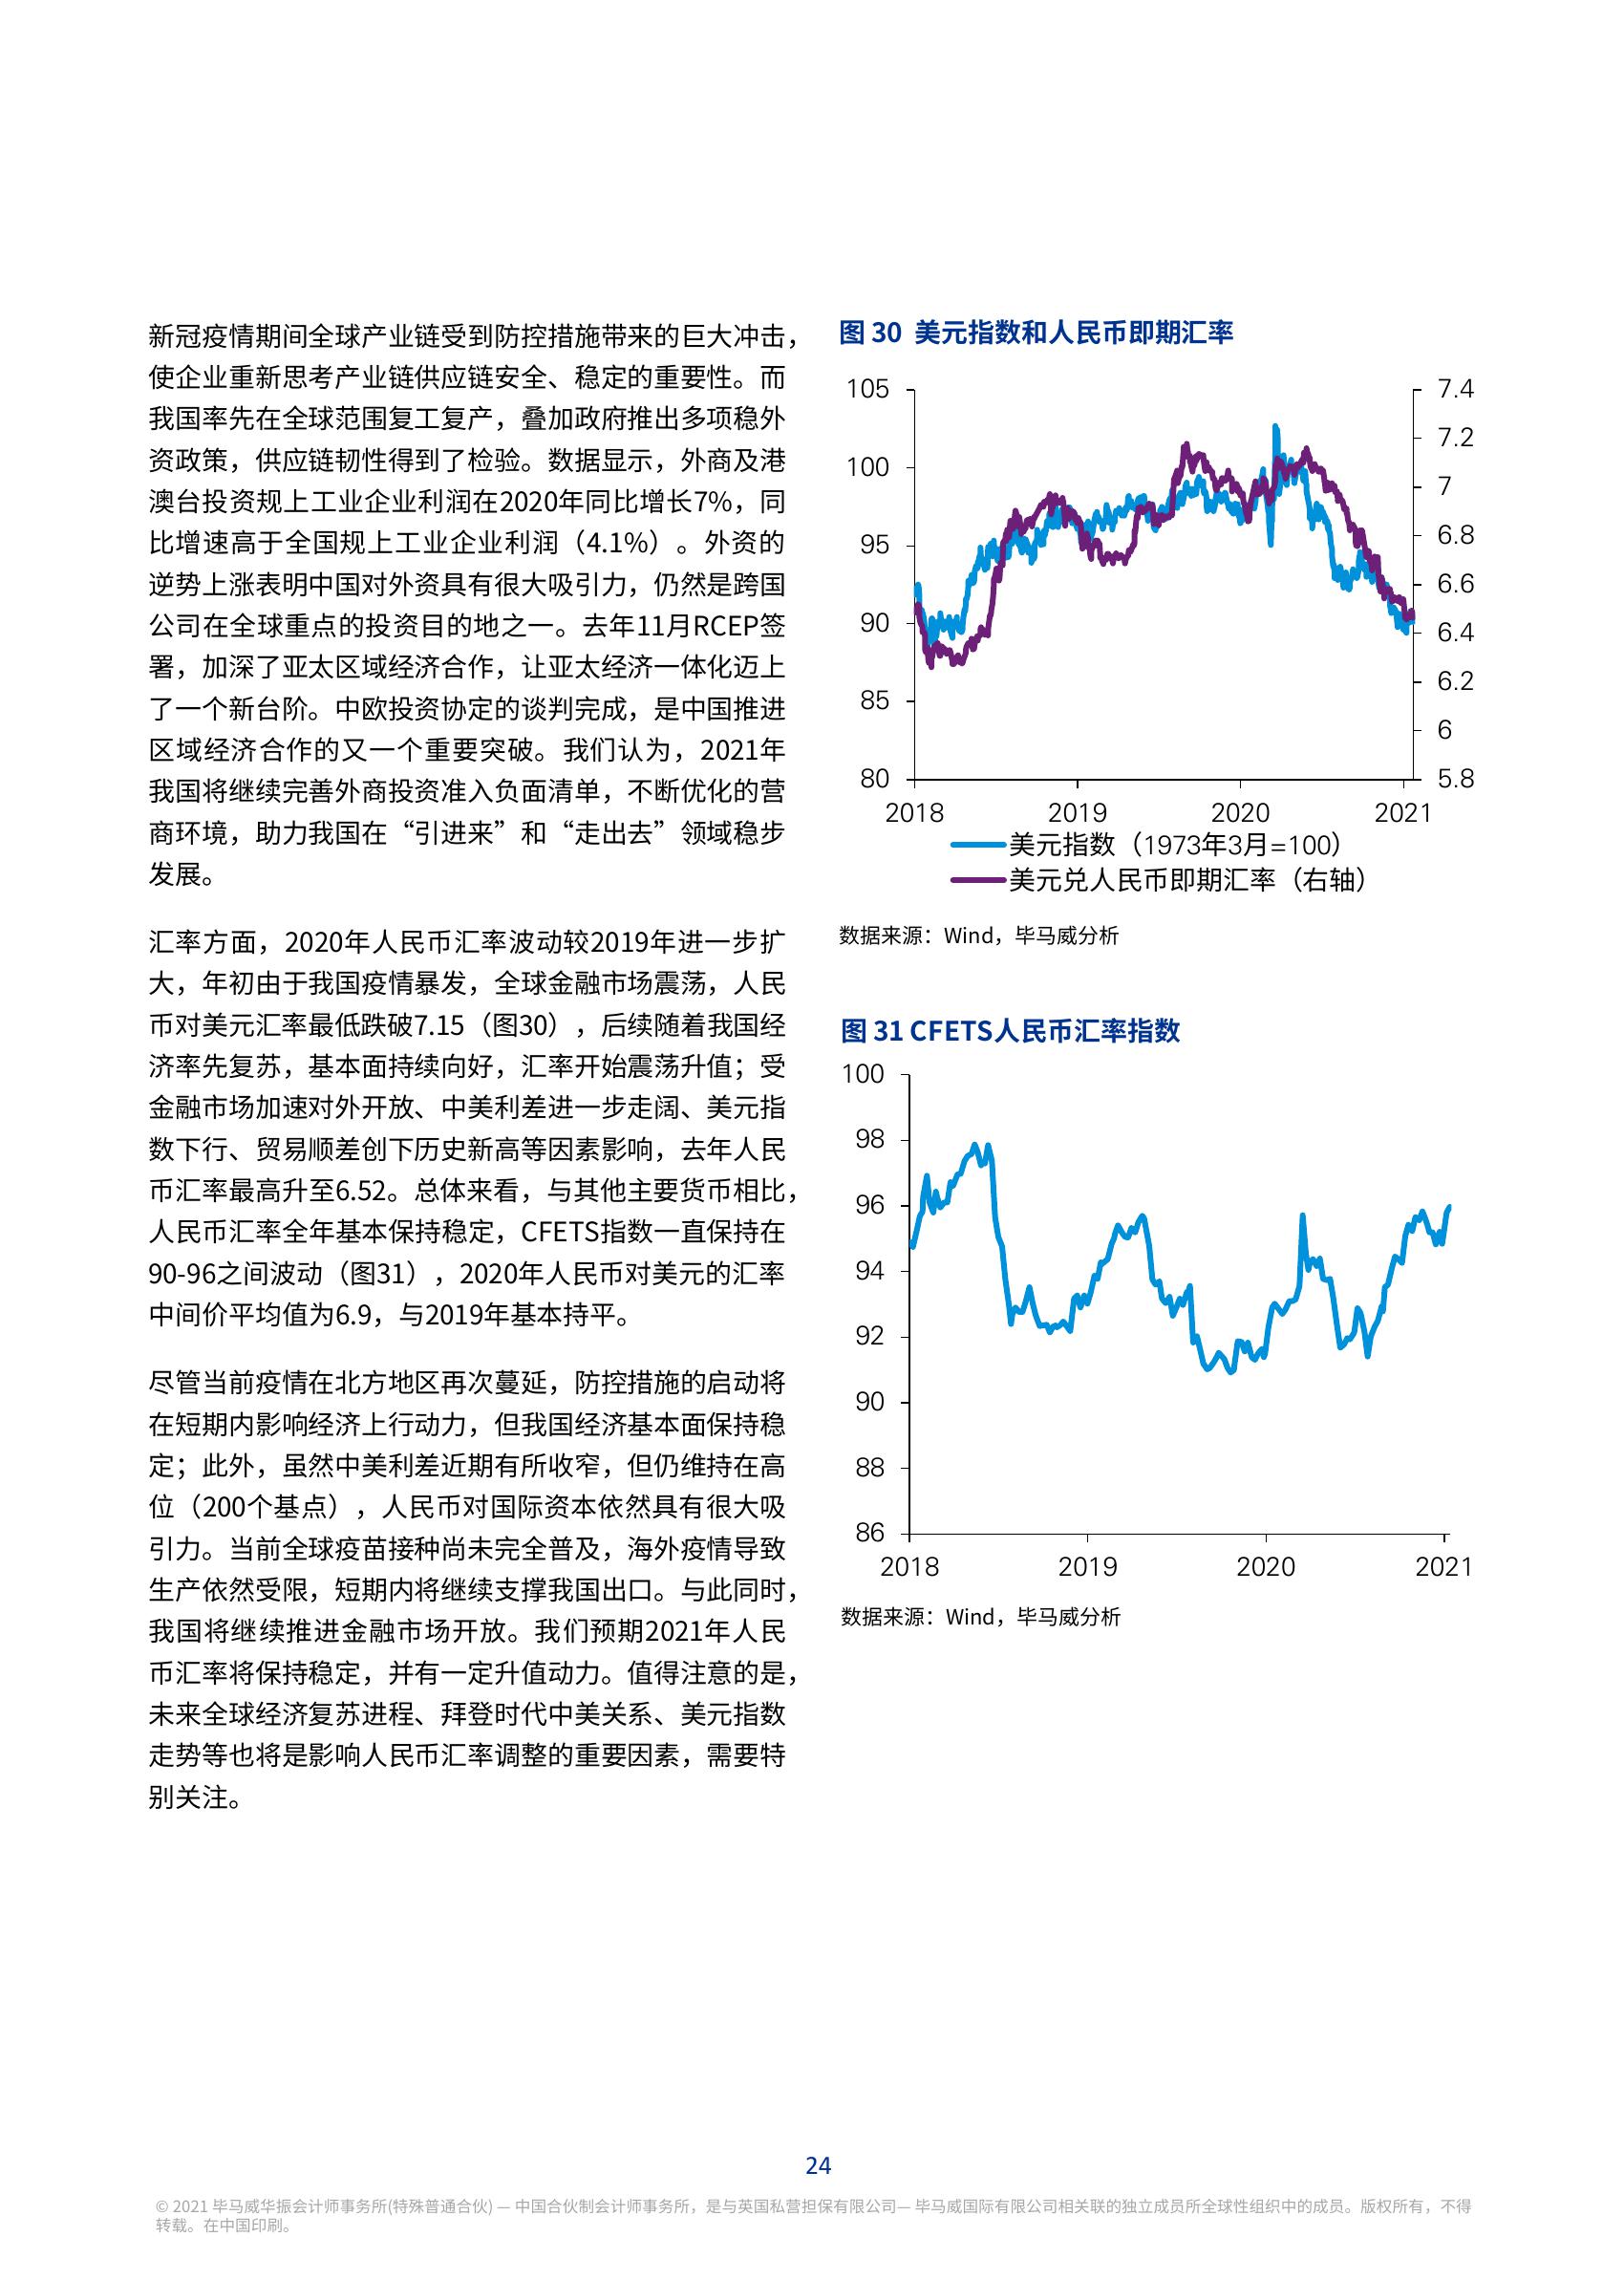 新冠疫情期间全球产业链受到防控措施带来的巨大冲击，
使企业重新思考产业链供应链安全、稳定的重要性。而
我国率先在全球范围复工复产，叠加政府推出多项稳外
资政策，供应链韧性得到了检验。数据显示，外商及港
澳台投资规上工业企业利润在2020年同比增长7%，同
比增速高于全国规上工业企业利润（4.1%）。外资的
逆势上涨表明中国对外资具有很大吸引力，仍然是跨国
公司在全球重点的投资目的地之一。去年11月RCEP签
署，加深了亚太区域经济合作，让亚太经济一体化迈上
了一个新台阶。中欧投资协定的谈判完成，是中国推进
区域经济合作的又一个重要突破。我们认为，2021年
我国将继续完善外商投资准入负面清单，不断优化的营
商环境，助力我国在“引进来”和“走出去”领域稳步
发展。
汇率方面，2020年人民币汇率波动较2019年进一步扩
大，年初由于我国疫情暴发，全球金融市场震荡，人民
币对美元汇率最低跌破7.15（图30），后续随着我国经
济率先复苏，基本面持续向好，汇率开始震荡升值；受
金融市场加速对外开放、中美利差进一步走阔、美元指
数下行、贸易顺差创下历史新高等因素影响，去年人民
币汇率最高升至6.52。总体来看，与其他主要货币相比，
人民币汇率全年基本保持稳定，CFETS指数一直保持在
90-96之间波动（图31），2020年人民币对美元的汇率
中间价平均值为6.9，与2019年基本持平。
尽管当前疫情在北方地区再次蔓延，防控措施的启动将
在短期内影响经济上行动力，但我国经济基本面保持稳
定；此外，虽然中美利差近期有所收窄，但仍维持在高
位（200个基点），人民币对国际资本依然具有很大吸
引力。当前全球疫苗接种尚未完全普及，海外疫情导致
生产依然受限，短期内将继续支撑我国出口。与此同时，
我国将继续推进金融市场开放。我们预期2021年人民
币汇率将保持稳定，并有一定升值动力。值得注意的是，
未来全球经济复苏进程、拜登时代中美关系、美元指数
走势等也将是影响人民币汇率调整的重要因素，需要特
别关注。
图 30 美元指数和人民币即期汇率
105 7.4
7.2
100
7
95 6.8
6.6
90
6.4
85 6.2
6
80 5.8
2018 2019 2020 2021
美元指数（1973年3月=100）
美元兑人民币即期汇率（右轴）
数据来源：Wind，毕马威分析
图 31 CFETS人民币汇率指数
100
98
96
94
92
90
88
86
2018 2019 2020 2021
数据来源：Wind，毕马威分析
24
© 2021 毕马威华振会计师事务所(特殊普通合伙) — 中国合伙制会计师事务所，是与英国私营担保有限公司— 毕马威国际有限公司相关联的独立成员所全球性组织中的成员。版权所有，不得
转载。在中国印刷。